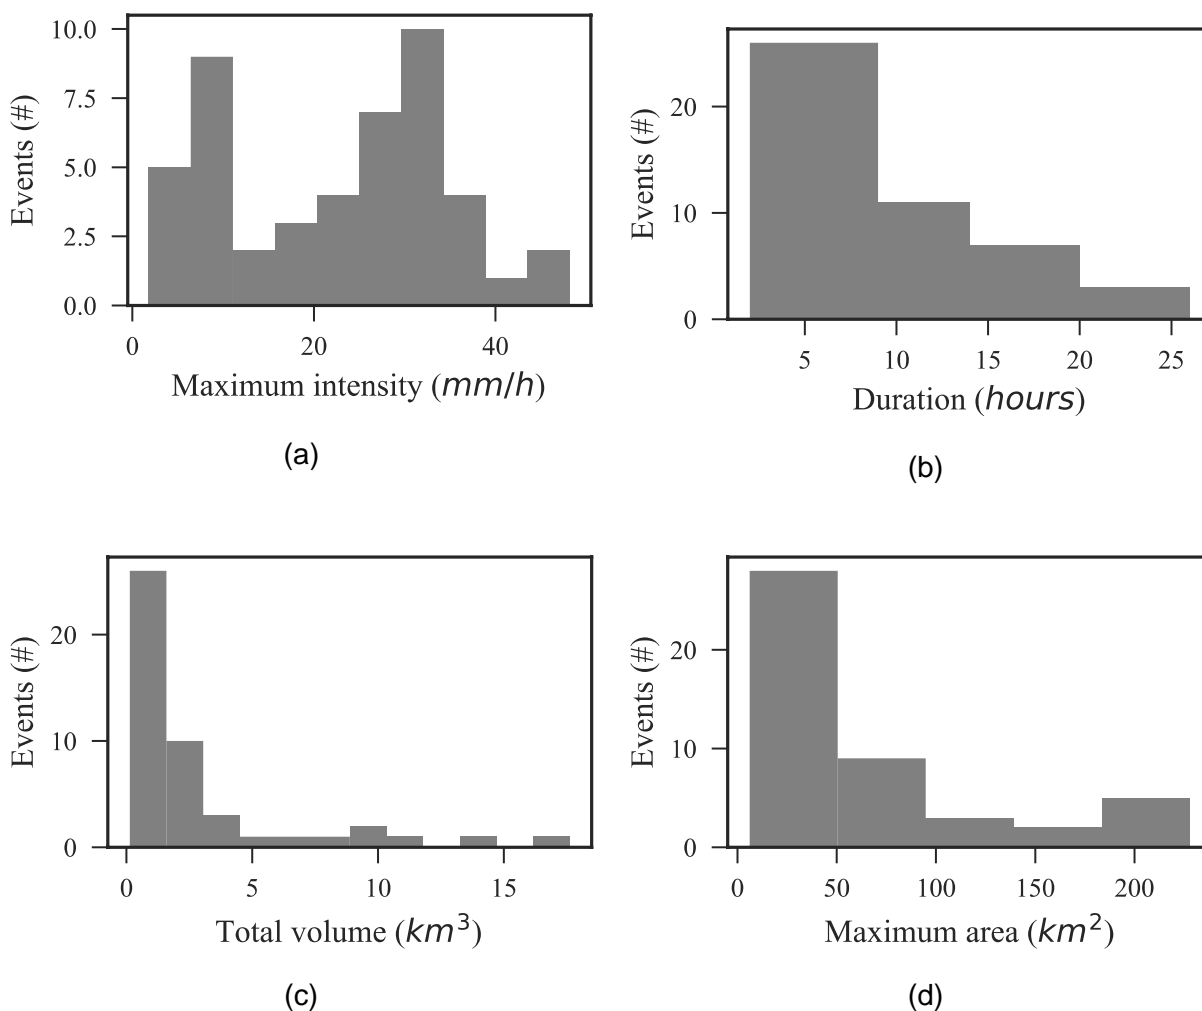 10.0
7.5
5.0
2.5
0.0
Events (#)
0 20 40
Maximum intensity (mm/h)
(a)
20
10
0
Events (#)
5 10 15 20 25
Duration (hours)
(b)
20
10
0
Events (#)
0 5 10 15
Total volume (km³)
(c)
20
10
0
Events (#)
0 50 100 150 200
Maximum area (km²)
(d)